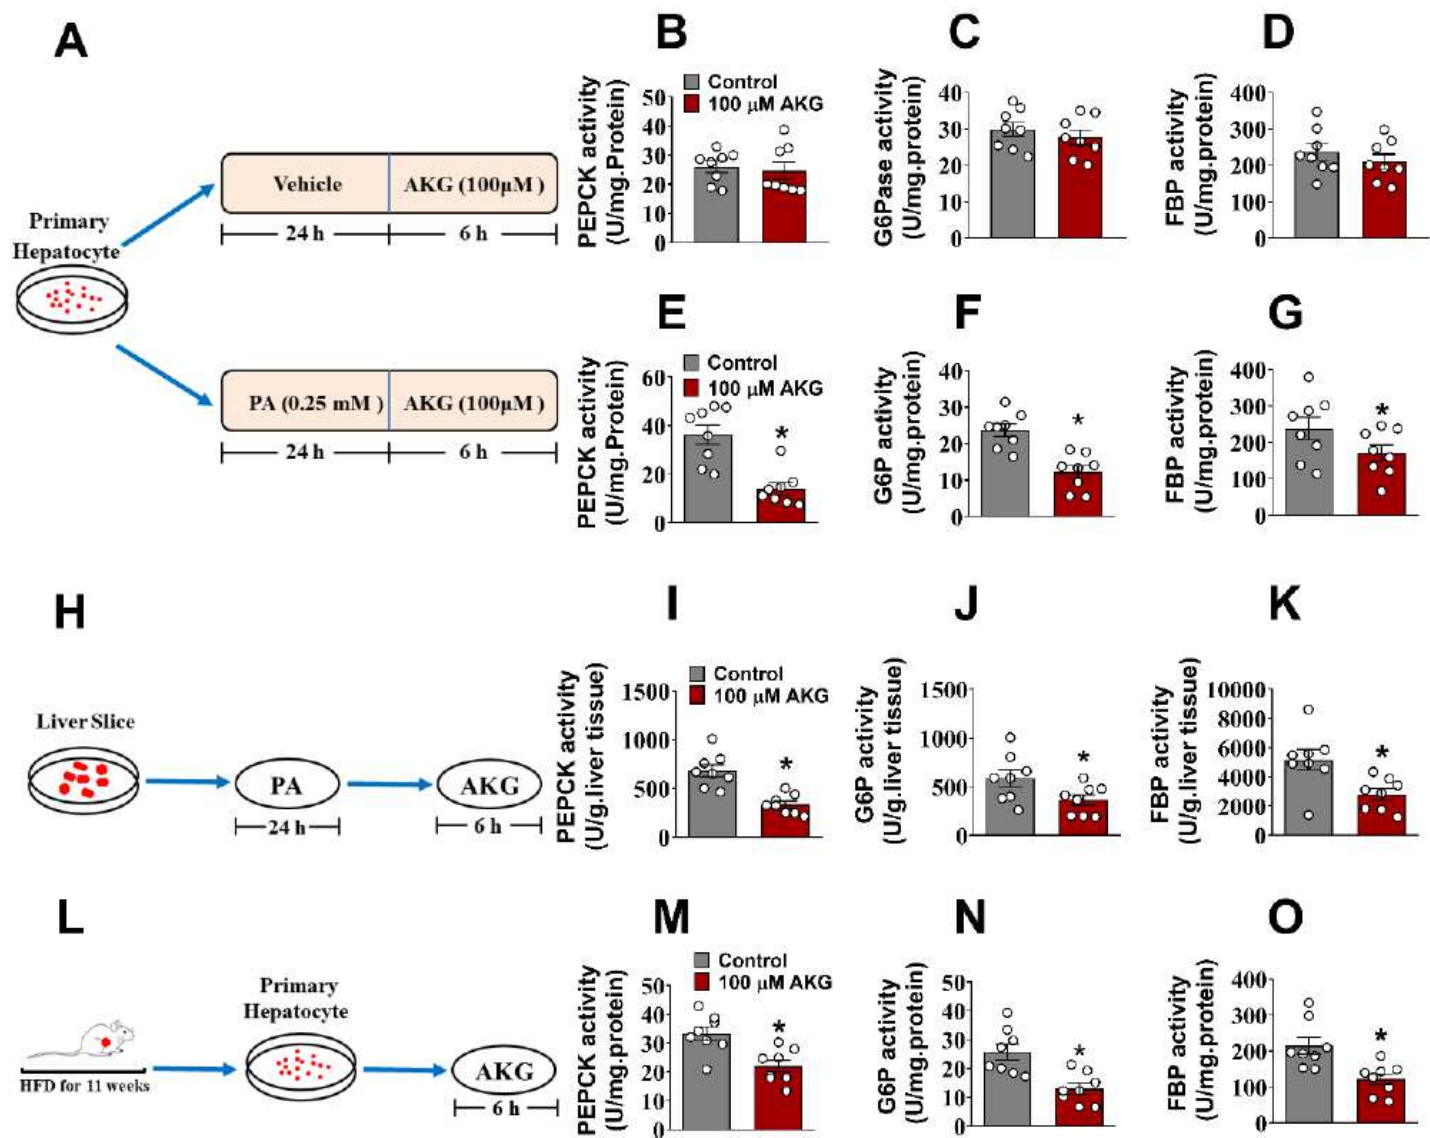 A
Vehicle
AKG (100µM )
24 h
6 h
Primary
Hepatocyte
PA (0.25 mM )
AKG (100µM )
24 h
6 h
B
Control
100 µM AKG
PEPCK activity
(U/mg.Protein)
50
40
30
20
10
0
C
G6Pase activity
(U/mg.protein)
40
30
20
10
0
D
FBP activity
(U/mg.protein)
400
300
200
100
0
E
Control
100 µM AKG
PEPCK activity
(U/mg.Protein)
60
40
20
0
*
F
G6P activity
(U/mg.protein)
40
30
20
10
0
*
G
FBP activity
(U/mg.protein)
400
300
200
100
0
*
H
Liver Slice
PA
24 h
AKG
6 h
I
Control
100 µM AKG
PEPCK activity
(U/g.liver tissue)
1500
1000
500
0
*
J
G6P activity
(U/g.liver tissue)
1500
1000
500
0
*
K
FBP activity
(U/g.liver tissue)
10000
8000
6000
4000
2000
0
*
L
HFD for 11 weeks
Primary
Hepatocyte
AKG
6 h
M
Control
100 µM AKG
PEPCK activity
(U/mg.protein)
50
40
30
20
10
0
*
N
G6P activity
(U/mg.protein)
50
40
30
20
10
0
*
O
FBP activity
(U/mg.protein)
400
300
200
100
0
*